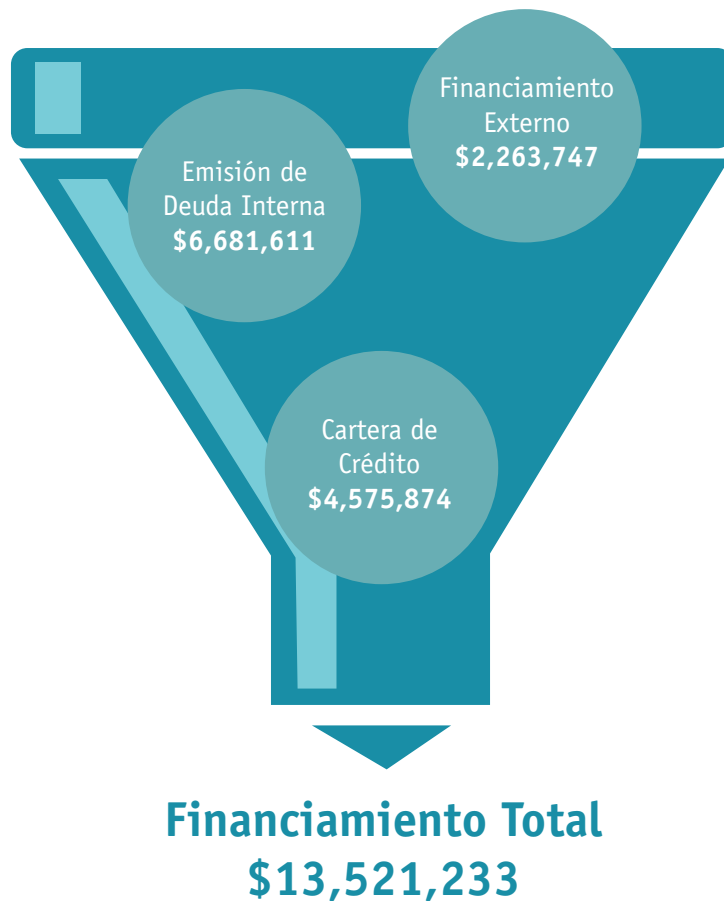 Financiamiento
Externo
$2,263,747
Emisión de
Deuda Interna
$6,681,611
Cartera de
Crédito
$4,575,874
Financiamiento Total
$13,521,233